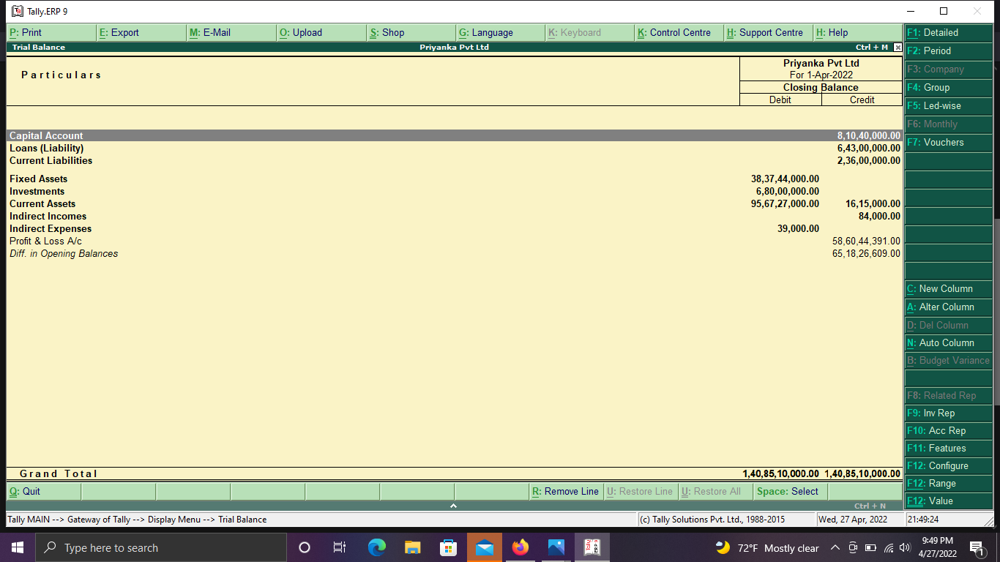 Tally.ERP 9
P: Print E: Export M: E-Mail O: Upload S: Shop G: Language K: Keyboard K: Control Centre H: Support Centre H: Help
Trial Balance Priyanka Pvt Ltd Ctrl + M
Particulars
Priyanka Pvt Ltd
For 1-Apr-2022
Closing Balance
Debit Credit
Capital Account 8,10,40,000.00
Loans (Liability) 6,43,00,000.00
Current Liabilities 2,36,00,000.00
Fixed Assets 38,37,44,000.00
Investments 6,80,00,000.00
Current Assets 95,67,27,000.00 16,15,000.00
Indirect Incomes 84,000.00
Indirect Expenses 39,000.00
Profit & Loss A/c 58,60,44,391.00
Diff. in Opening Balances 65,18,26,609.00
Grand Total 1,40,85,10,000.00 1,40,85,10,000.00
F1: Detailed
F2: Period
F3: Company
F4: Group
F5: Led-wise
F6: Monthly
F7: Vouchers
C: New Column
A: Alter Column
D: Del Column
N: Auto Column
B: Budget Variance
F8: Related Rep
F9: Inv Rep
F10: Acc Rep
F11: Features
F12: Configure
F12: Range
F12: Value
Q: Quit R: Remove Line U: Restore Line U: Restore All Space: Select
Ctrl + N
Tally MAIN --> Gateway of Tally --> Display Menu --> Trial Balance (c) Tally Solutions Pvt. Ltd., 1988-2015 Wed, 27 Apr, 2022 21:49:24
Type here to search 72°F Mostly clear 9:49 PM
4/27/2022 1